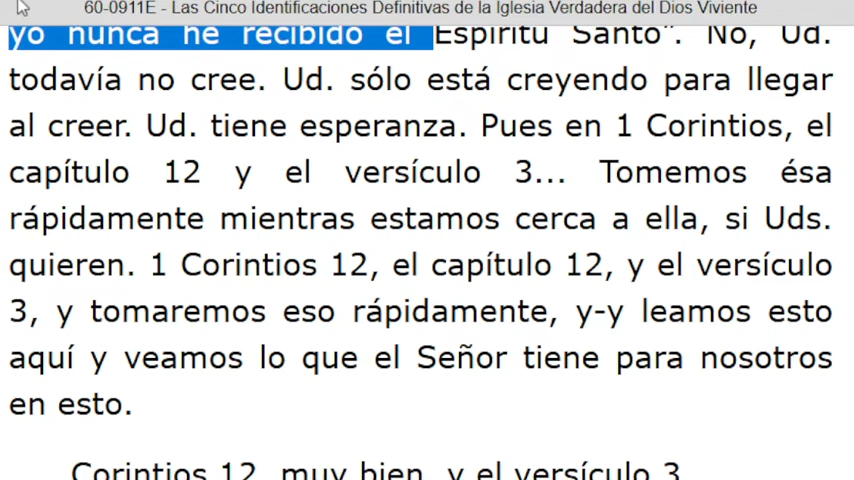 60-0911E - Las Cinco Identificaciones Definitivas de la Iglesia Verdadera del Dios Viviente
yo nunca he recibido el Espíritu Santo”. No, Ud.
todavía no cree. Ud. sólo está creyendo para llegar
al creer. Ud. tiene esperanza. Pues en 1 Corintios, el
capítulo 12 y el versículo 3... Tomemos ésa
rápidamente mientras estamos cerca a ella, si Uds.
quieren. 1 Corintios 12, el capítulo 12, y el versículo
3, y tomaremos eso rápidamente, y-y leamos esto
aquí y veamos lo que el Señor tiene para nosotros
en esto.
Corintios 12, muy bien, y el versículo 3